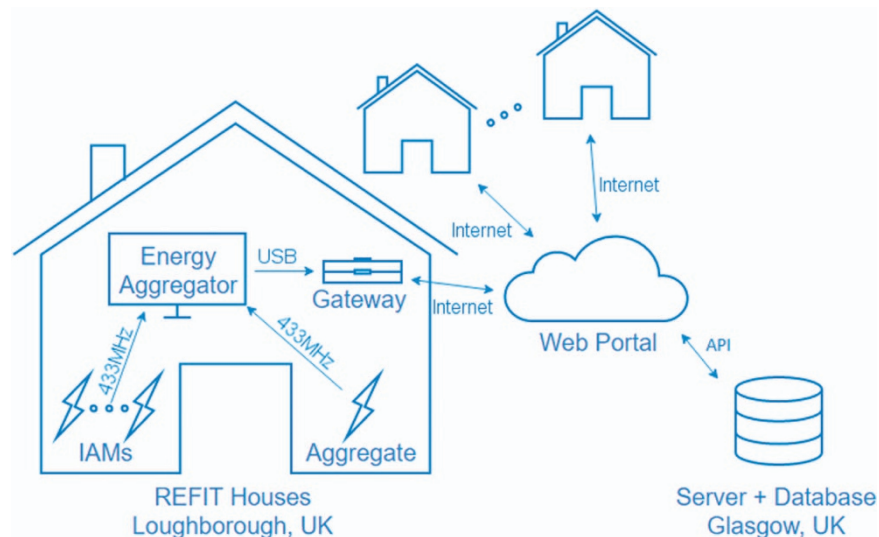 Internet
Internet
Energy
Aggregator
USB
Gateway
Internet
433MHz
433MHz
Web Portal
API
IAMs
Aggregate
REFIT Houses
Loughborough, UK
Server + Database
Glasgow, UK